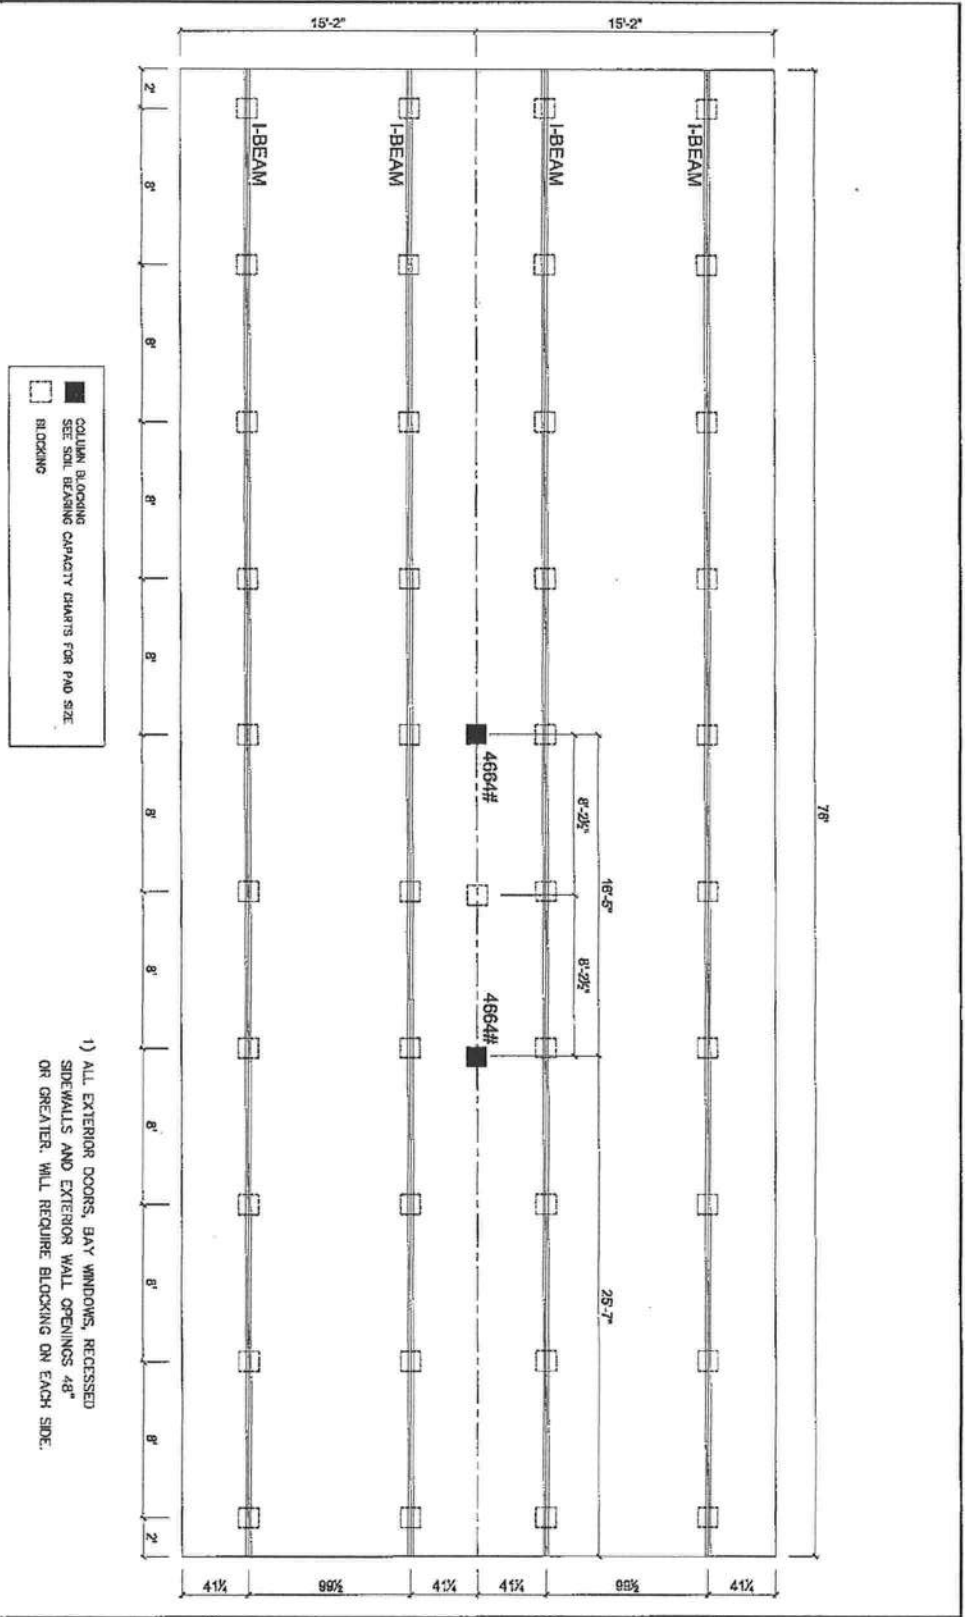 15'-2"
15'-2"
2'
8'
8'
8'
8'
8'
8'
8'
8'
8'
2'
I-BEAM
I-BEAM
I-BEAM
I-BEAM
78'
4664#
4664#
8'-2½"
8'-2½"
16'-5"
25'-7"
41¼
99½
41¼
41¼
99½
41¼
COLUMN BLOCKING
SEE SOIL BEARING CAPACITY CHARTS FOR PAD SIZE
BLOCKING
1) ALL EXTERIOR DOORS, BAY WINDOWS, RECESSED
SIDEWALLS AND EXTERIOR WALL OPENINGS 48"
OR GREATER. WILL REQUIRE BLOCKING ON EACH SIDE.